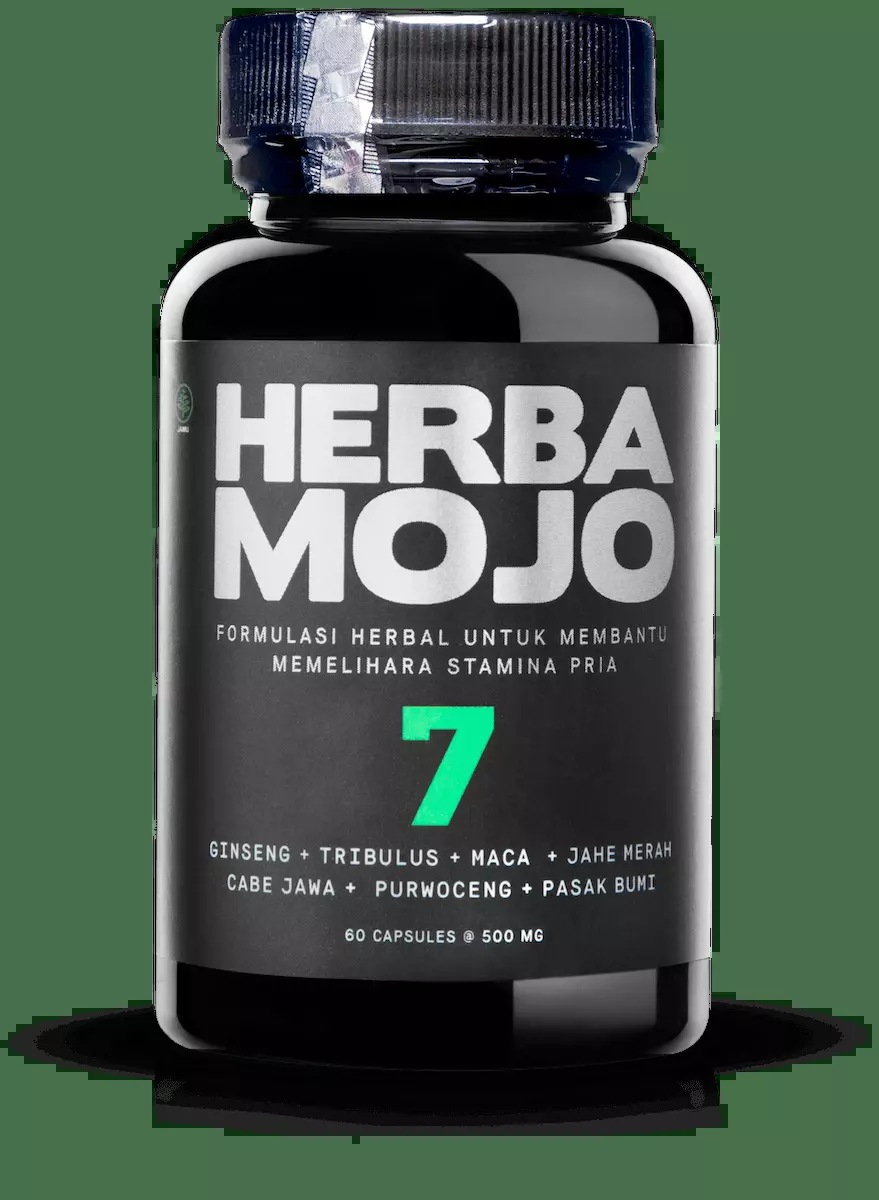 JAMU
HERBA
MOJO
FORMULASI HERBAL UNTUK MEMBANTU
MEMELIHARA STAMINA PRIA
7
GINSENG + TRIBULUS + MACA + JAHE MERAH
CABE JAWA + PURWOCENG + PASAK BUMI
60 CAPSULES @ 500 MG